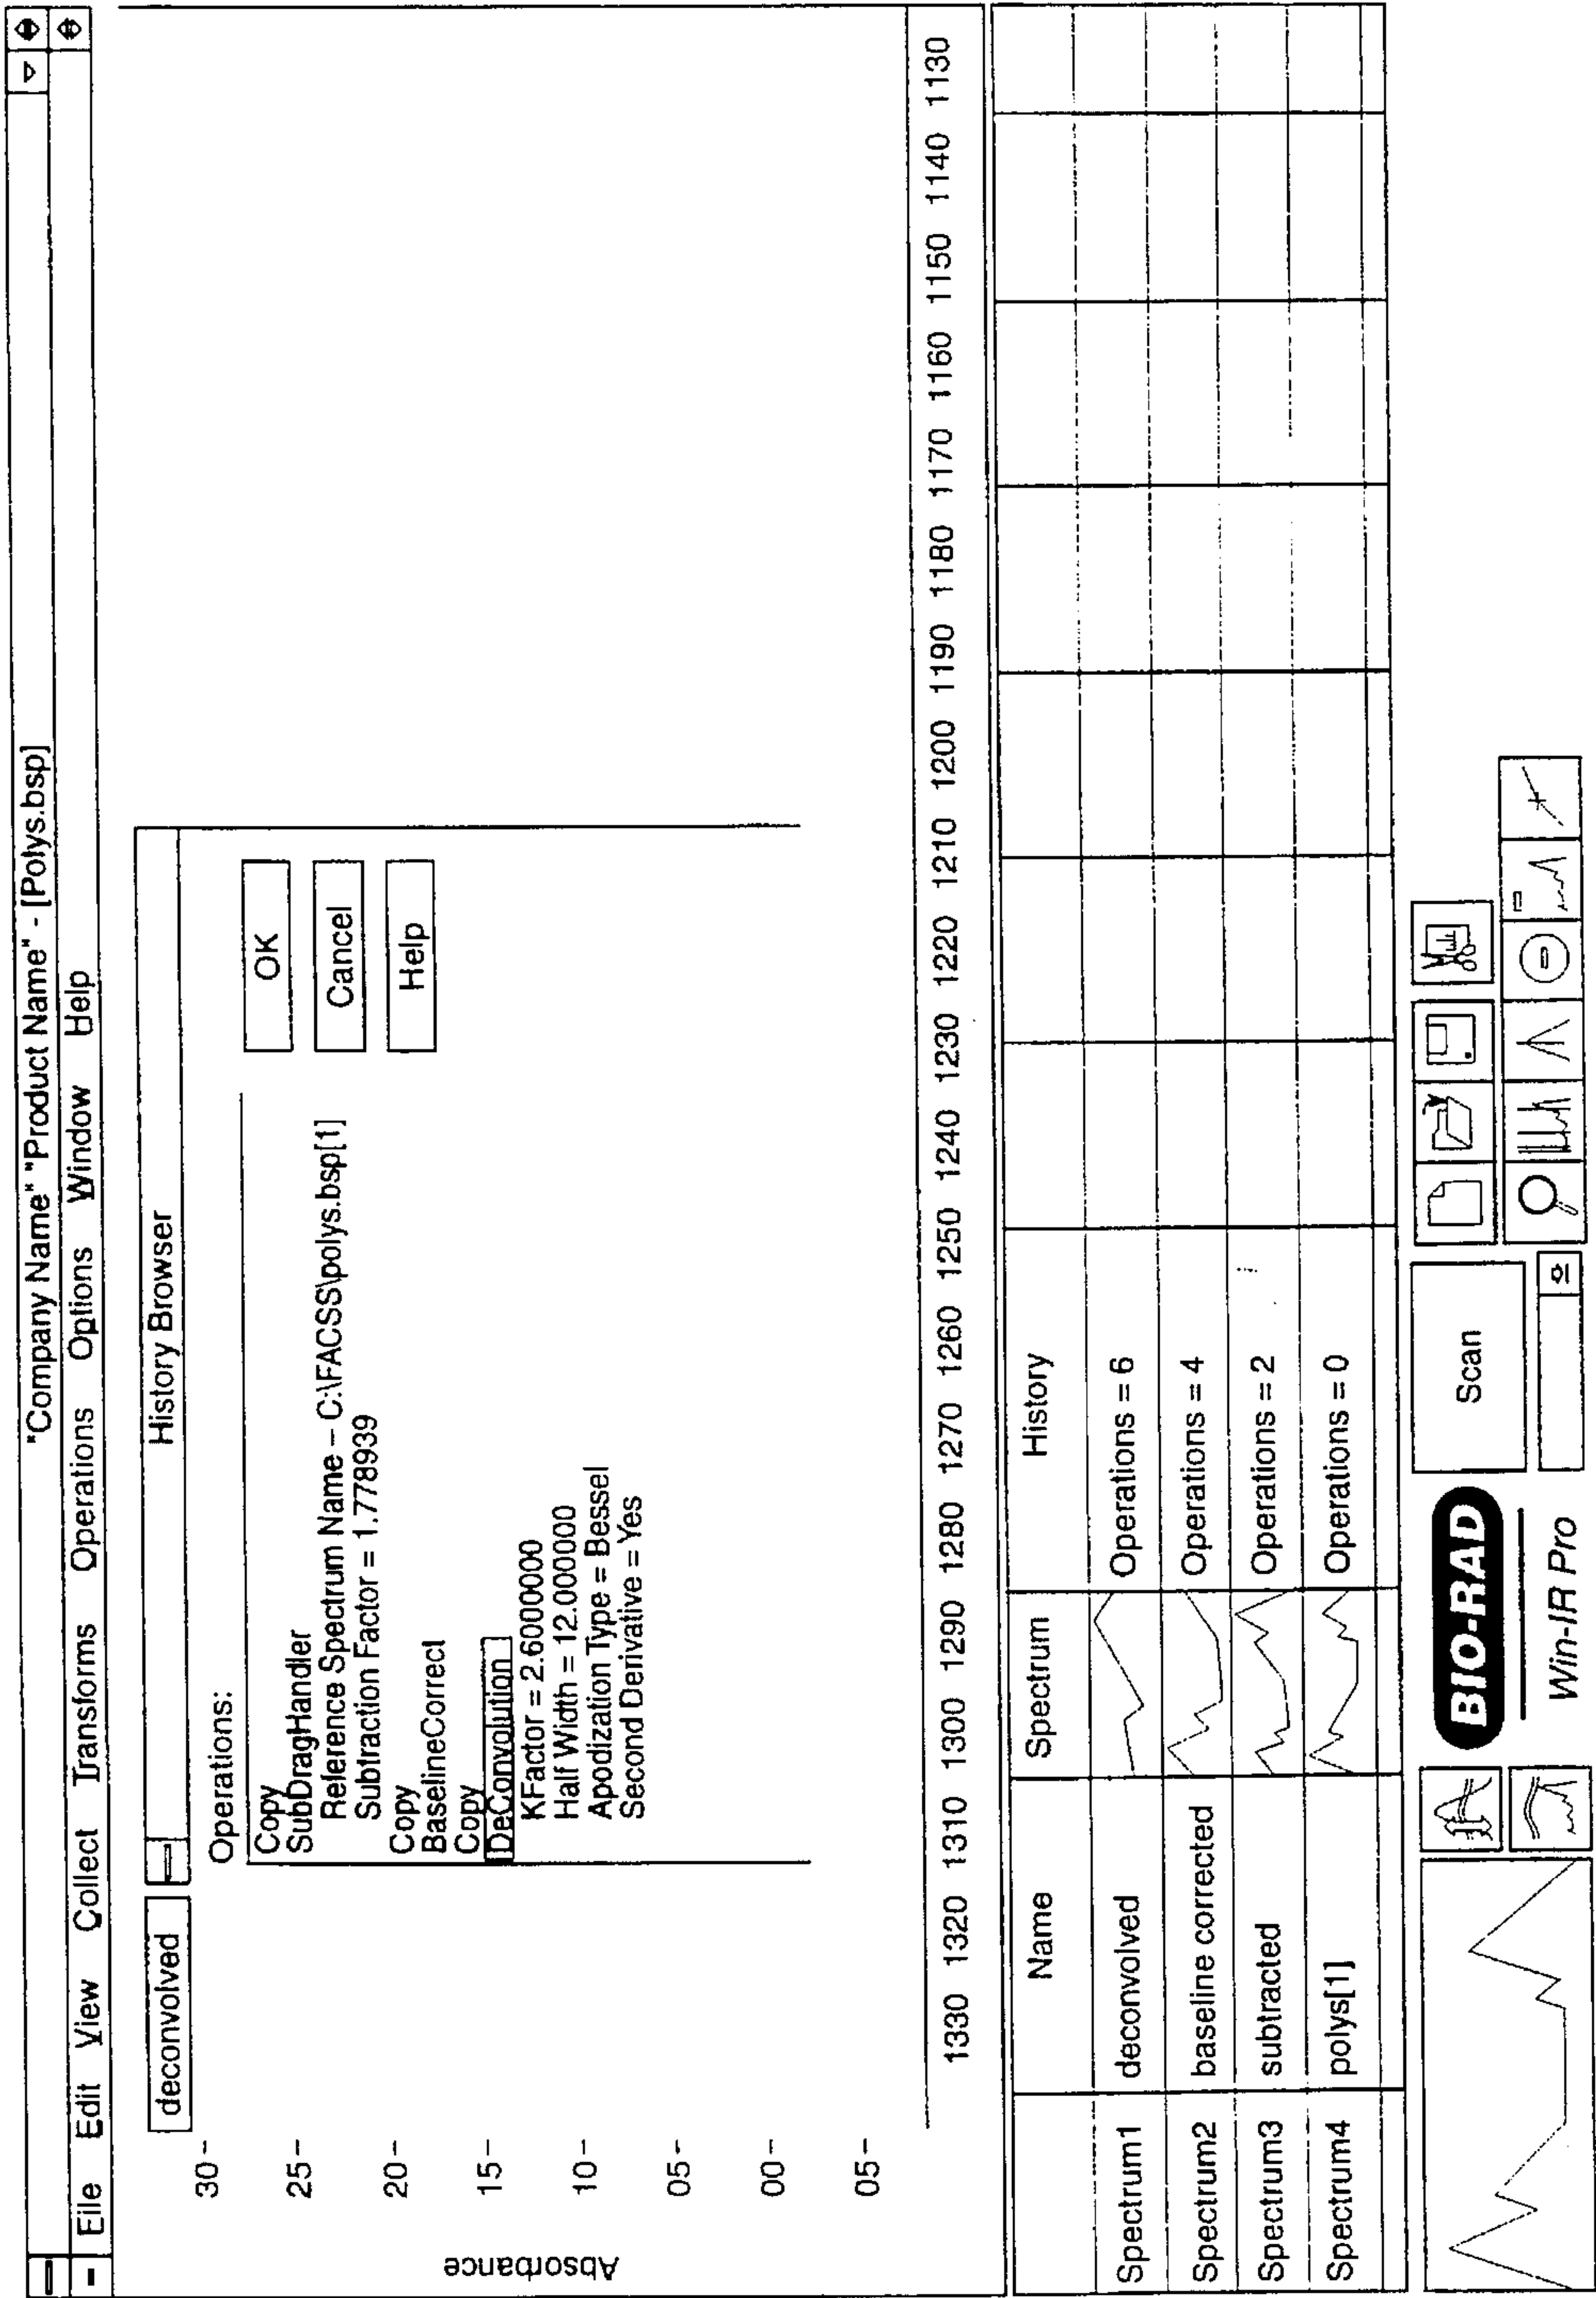 "Company Name" "Product Name" - [Polys.bsp]
File Edit View Collect Transforms Operations Options Window Help
deconvolved
History Browser
Operations:
Copy
SubDragHandler
Reference Spectrum Name – C:\FACSS\polys.bsp[1]
Subtraction Factor = 1.778939
Copy
BaselineCorrect
Copy
DeConvolution
KFactor = 2.6000000
Half Width = 12.000000
Apodization Type = Bessel
Second Derivative = Yes
OK
Cancel
Help
Absorbance
30-
25-
20-
15-
10-
05-
00-
05-
1330 1320 1310 1300 1290 1280 1270 1260 1250 1240 1230 1220 1210 1200 1190 1180 1170 1160 1150 1140 1130
Name Spectrum History
Spectrum1 deconvolved Operations = 6
Spectrum2 baseline corrected Operations = 4
Spectrum3 subtracted Operations = 2
Spectrum4 polys[1] Operations = 0
BIO-RAD
Win-IR Pro
Scan